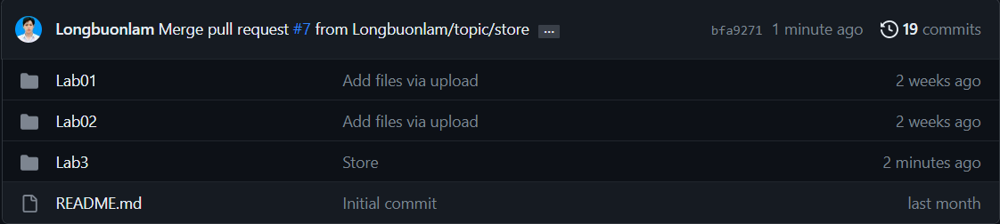 Longbuonlam Merge pull request #7 from Longbuonlam/topic/store ... bfa9271 1 minute ago 19 commits
Lab01 Add files via upload 2 weeks ago
Lab02 Add files via upload 2 weeks ago
Lab3 Store 2 minutes ago
README.md Initial commit last month